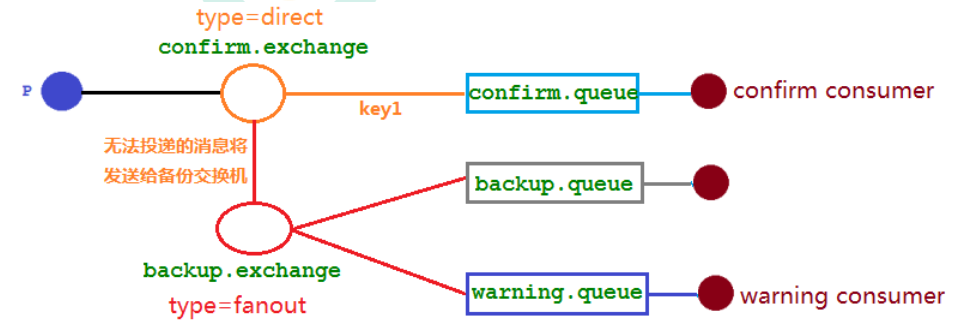 type=direct
confirm.exchange
P
confirm.queue
confirm consumer
key1
无法投递的消息将
发送给备份交换机
backup.queue
backup.exchange
type=fanout
warning.queue
warning consumer